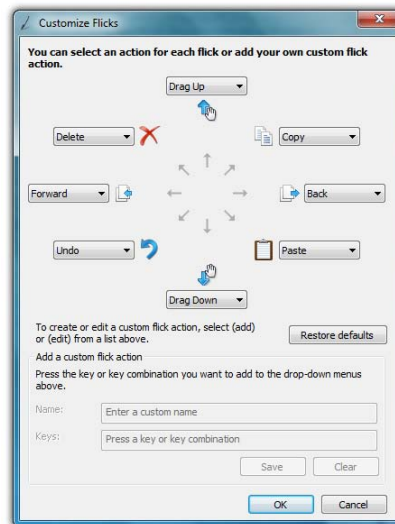 Customize Flicks
You can select an action for each flick or add your own custom flick
action.
Drag Up
Delete
Copy
Forward
Back
Undo
Paste
Drag Down
To create or edit a custom flick action, select (add)
or (edit) from a list above.
Restore defaults
Add a custom flick action
Press the key or key combination you want to add to the drop-down menus
above.
Name:
Enter a custom name
Keys:
Press a key or key combination
Save
Clear
OK
Cancel